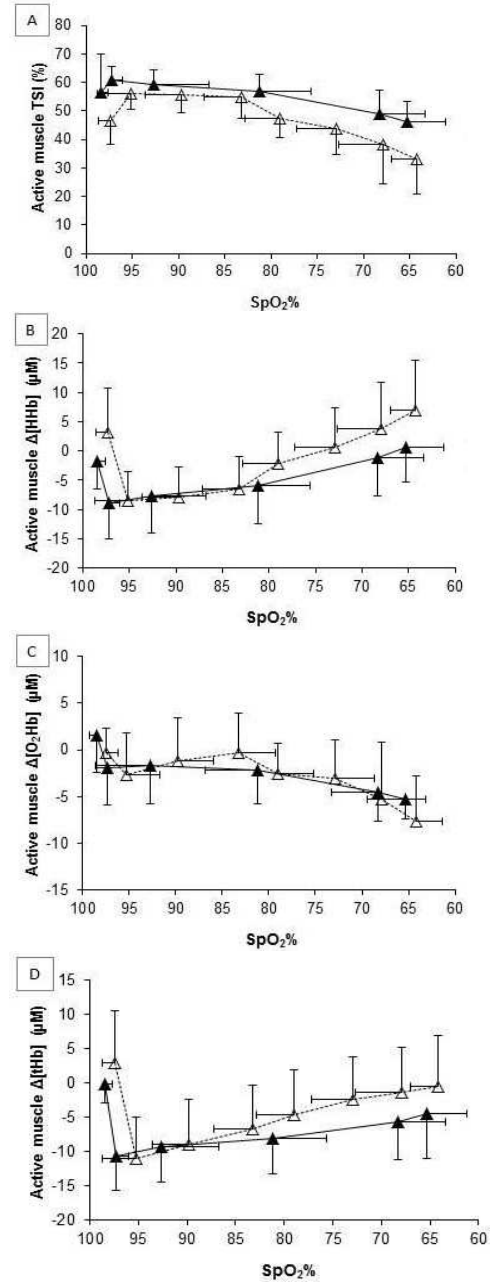 A
Active muscle TSI (%)
80
70
60
50
40
30
20
10
0
100 95 90 85 80 75 70 65 60
SpO₂%
B
Active muscle Δ[HHb] (µM)
20
15
10
5
0
-5
-10
-15
-20
100 95 90 85 80 75 70 65 60
SpO₂%
C
Active muscle Δ[O₂Hb] (µM)
10
5
0
-5
-10
-15
100 95 90 85 80 75 70 65 60
SpO₂%
D
Active muscle Δ[tHb] (µM)
15
10
5
0
-5
-10
-15
-20
100 95 90 85 80 75 70 65 60
SpO₂%